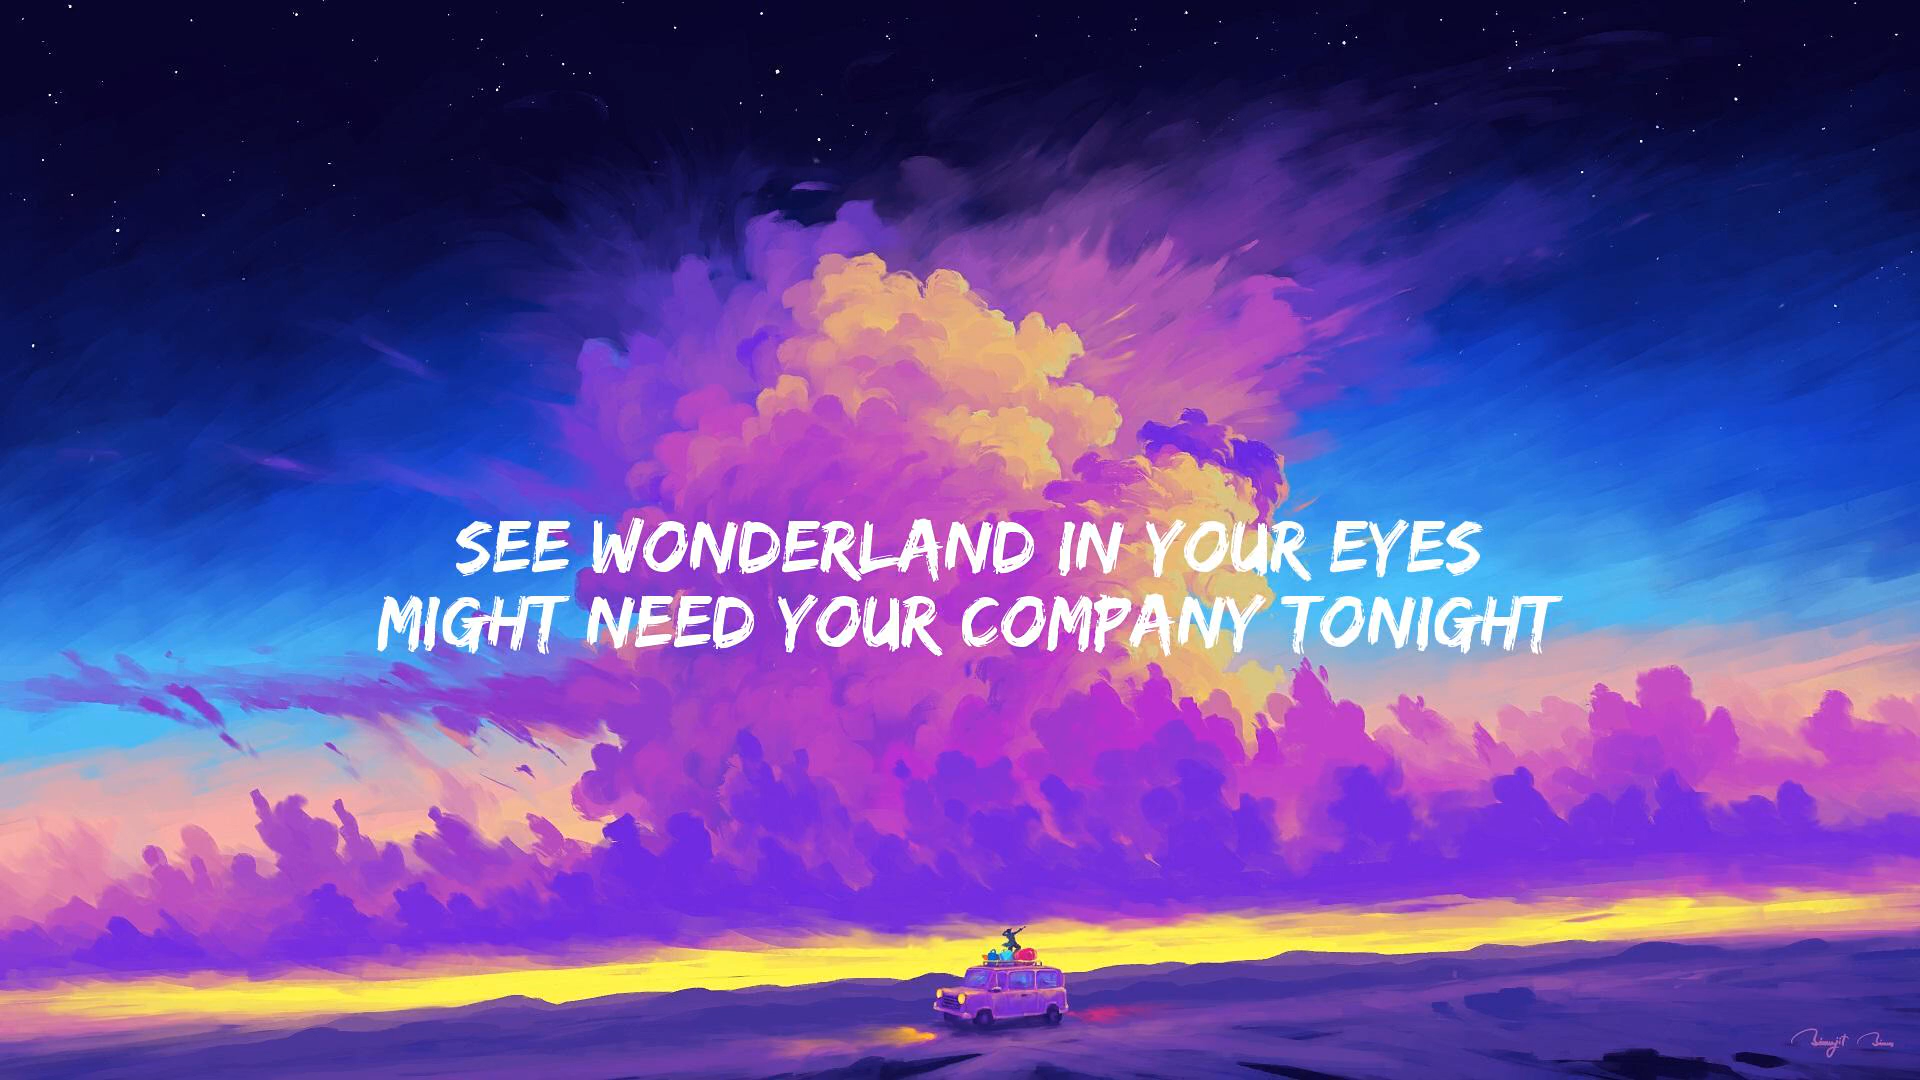 SEE WONDERLAND IN YOUR EYES
MIGHT NEED YOUR COMPANY TONIGHT